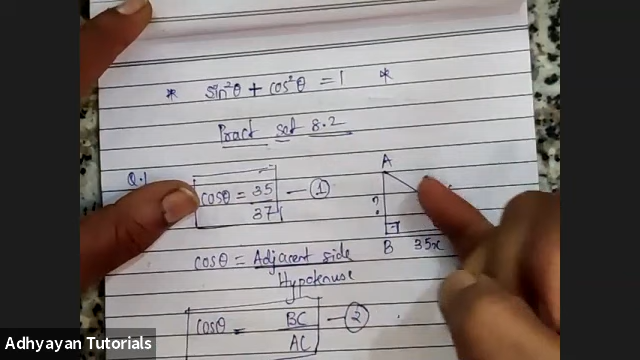 * sin²θ + cos²θ = 1 *
Pract set 8.2
Q.1 cosθ = 35/37 — ①
A
?
B 35x
cosθ = Adjacent side / Hypotenuse
cosθ = BC/AC — ②
Adhyayan Tutorials